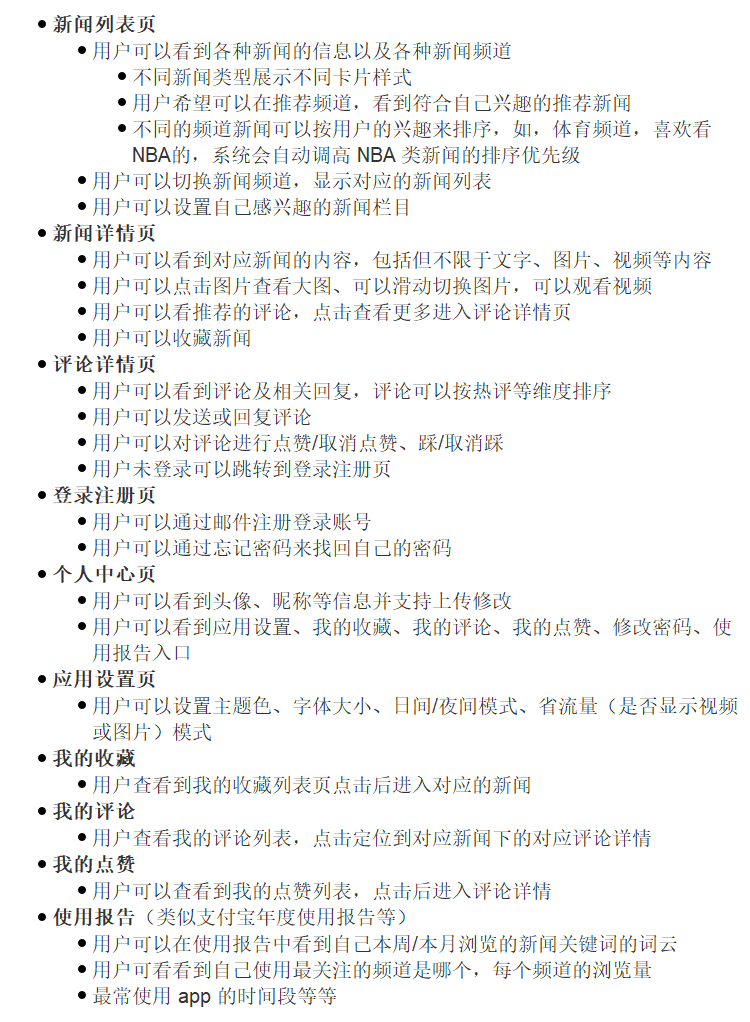 新闻列表页
用户可以看到各种新闻的信息以及各种新闻频道
不同新闻类型展示不同卡片样式
用户希望可以在推荐频道，看到符合自己兴趣的推荐新闻
不同的频道新闻可以按用户的兴趣来排序，如，体育频道，喜欢看
NBA的，系统会自动调高 NBA 类新闻的排序优先级
用户可以切换新闻频道，显示对应的新闻列表
用户可以设置自己感兴趣的新闻栏目
新闻详情页
用户可以看到对应新闻的内容，包括但不限于文字、图片、视频等内容
用户可以点击图片查看大图、可以滑动切换图片，可以观看视频
用户可以看推荐的评论，点击查看更多进入评论详情页
用户可以收藏新闻
评论详情页
用户可以看到评论及相关回复，评论可以按热评等维度排序
用户可以发送或回复评论
用户可以对评论进行点赞/取消点赞、踩/取消踩
用户未登录可以跳转到登录注册页
登录注册页
用户可以通过邮件注册登录账号
用户可以通过忘记密码来找回自己的密码
个人中心页
用户可以看到头像、昵称等信息并支持上传修改
用户可以看到应用设置、我的收藏、我的评论、我的点赞、修改密码、使
用报告入口
应用设置页
用户可以设置主题色、字体大小、日间/夜间模式、省流量（是否显示视频
或图片）模式
我的收藏
用户查看到我的收藏列表页点击后进入对应的新闻
我的评论
用户查看我的评论列表，点击定位到对应新闻下的对应评论详情
我的点赞
用户可以查看到我的点赞列表，点击后进入评论详情
使用报告（类似支付宝年度使用报告等）
用户可以在使用报告中看到自己本周/本月浏览的新闻关键词的词云
用户可看看到自己使用最关注的频道是哪个，每个频道的浏览量
最常使用 app 的时间段等等